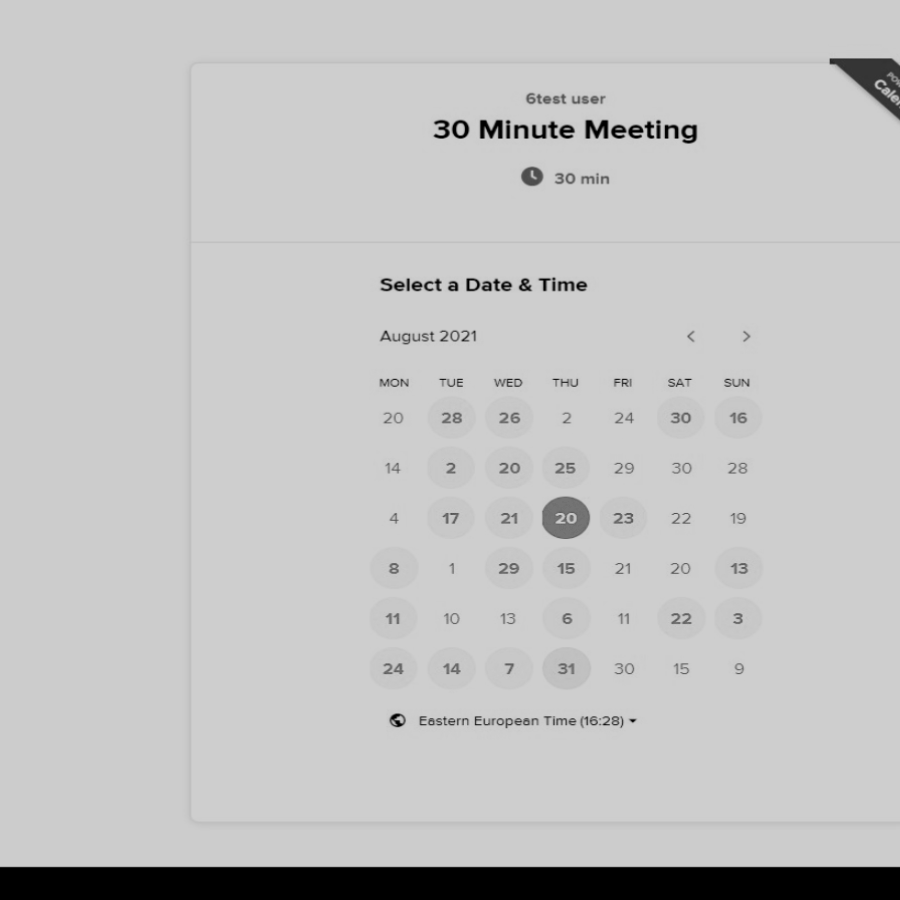 6test user
30 Minute Meeting
30 min
Select a Date & Time
August 2021
MON TUE WED THU FRI SAT SUN
20 28 26 2 24 30 16
14 2 20 25 29 30 28
4 17 21 20 23 22 19
8 1 29 15 21 20 13
11 10 13 6 11 22 3
24 14 7 31 30 15 9
Eastern European Time (16:28)